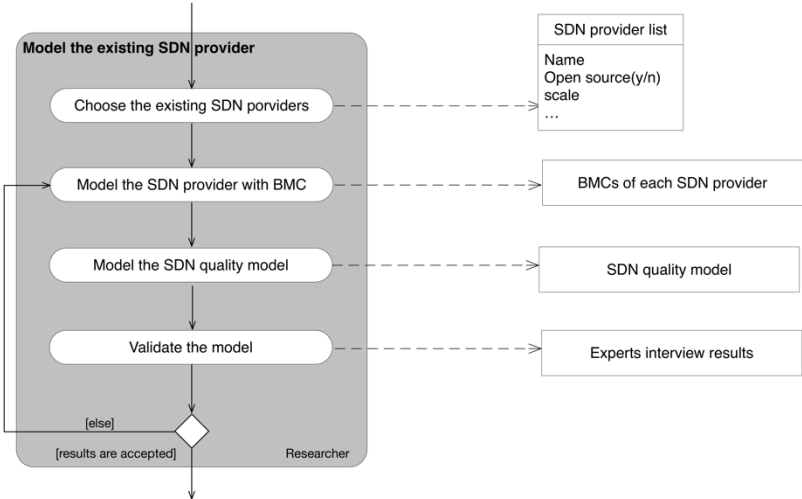 Model the existing SDN provider
SDN provider list
Name
Open source(y/n)
scale
...
Choose the existing SDN porviders
Model the SDN provider with BMC
BMCs of each SDN provider
Model the SDN quality model
SDN quality model
Validate the model
Experts interview results
[else]
[results are accepted]
Researcher